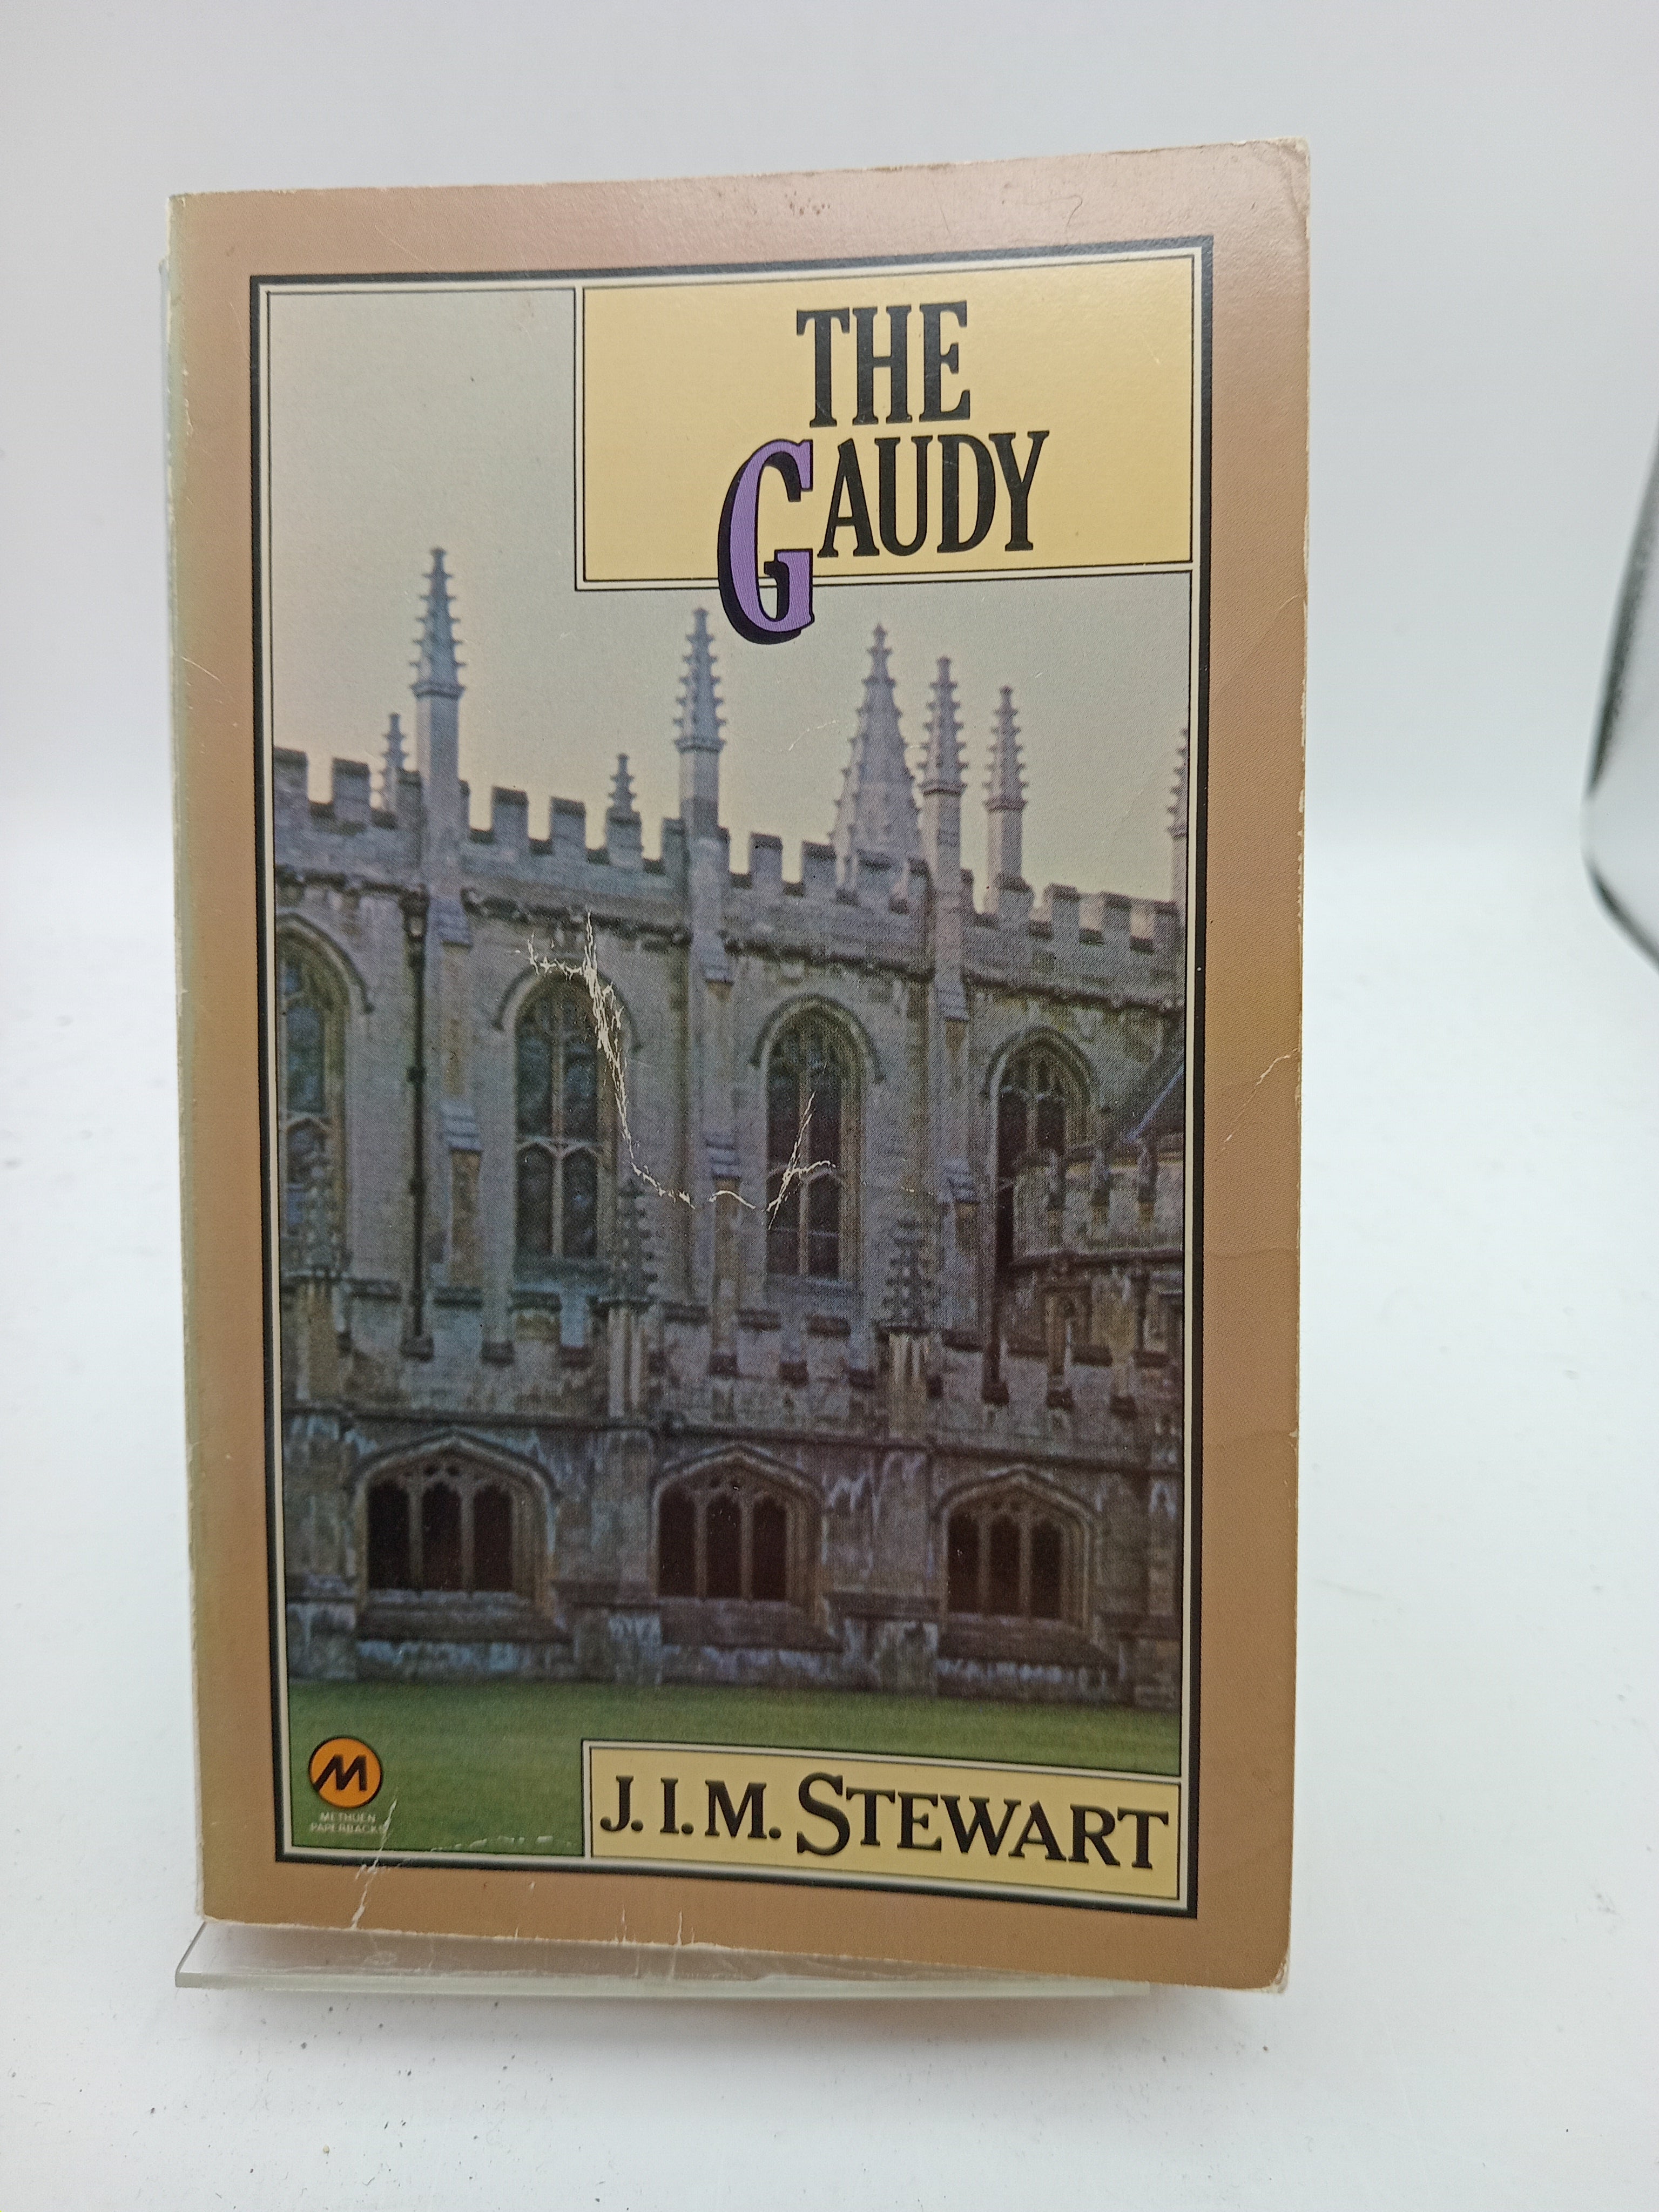 THE
GAUDY
M
METHUEN
PAPERBACKS
J.I.M. STEWART